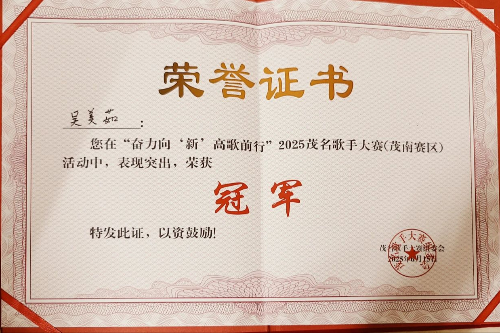 荣誉证书
吴美茹：
您在“奋力向‘新’高歌前行”2025茂名歌手大赛(茂南赛区)
活动中，表现突出，荣获
冠军
特发此证，以资鼓励！